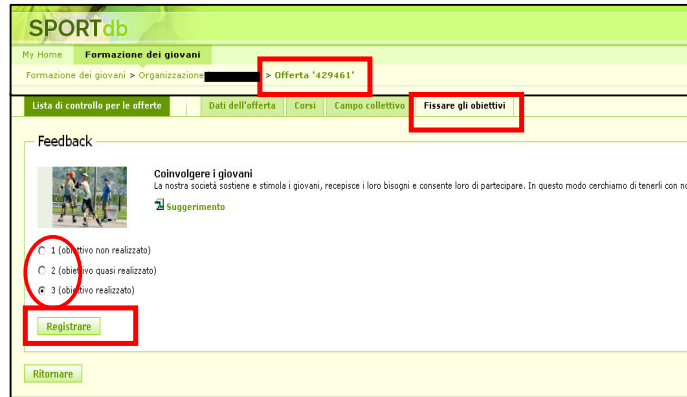 SPORTdb
My Home Formazione dei giovani
Formazione dei giovani > Organizzazione > Offerta '429461'
Lista di controllo per le offerte Dati dell'offerta Corsi Campo collettivo Fissare gli obiettivi
Feedback
Coinvolgere i giovani
La nostra società sostiene e stimola i giovani, recepisce i loro bisogni e consente loro di partecipare. In questo modo cerchiamo di tenerli con
Suggerimento
1 (obiettivo non realizzato)
2 (obiettivo quasi realizzato)
3 (obiettivo realizzato)
Registrare
Ritornare